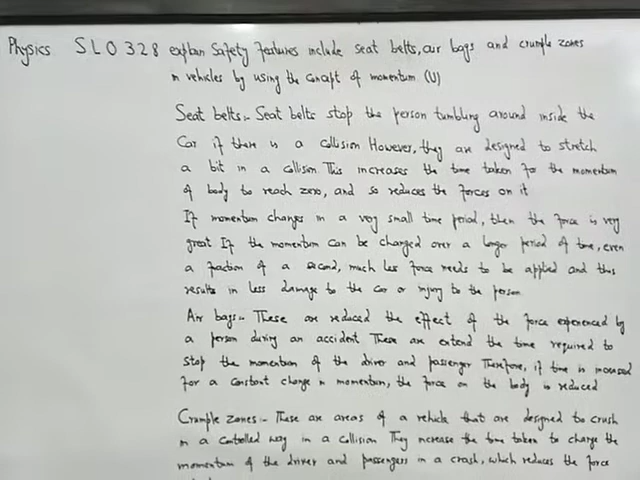 Physics SLO 328 explain Safety features include seat belts, air bags and crumple zones
in vehicles by using the concept of momentum (U)
Seat belts:- Seat belts stop the person tumbling around inside the
Car if there is a collision However, they are designed to stretch
a bit in a collision This increases the time taken for the momentum
of body to reach zero, and so reduces the forces on it
If momentum changes in a very small time period, then the force is very
great If the momentum can be changed over a longer period of time, even
a fraction of a second, much less force needs to be applied and thus
results in less damage to the car or injury to the person
Air bags:- These are reduced the effect of the force experienced by
a person during an accident These are extend the time required to
stop the momentum of the driver and passenger Therefore, if time is increased
for a constant change in momentum, the force on the body is reduced
Crumple zones:- These are areas of a vehicle that are designed to crush
in a controlled way in a collision They increase the time taken to change the
momentum of the driver and passengers in a crash, which reduces the force